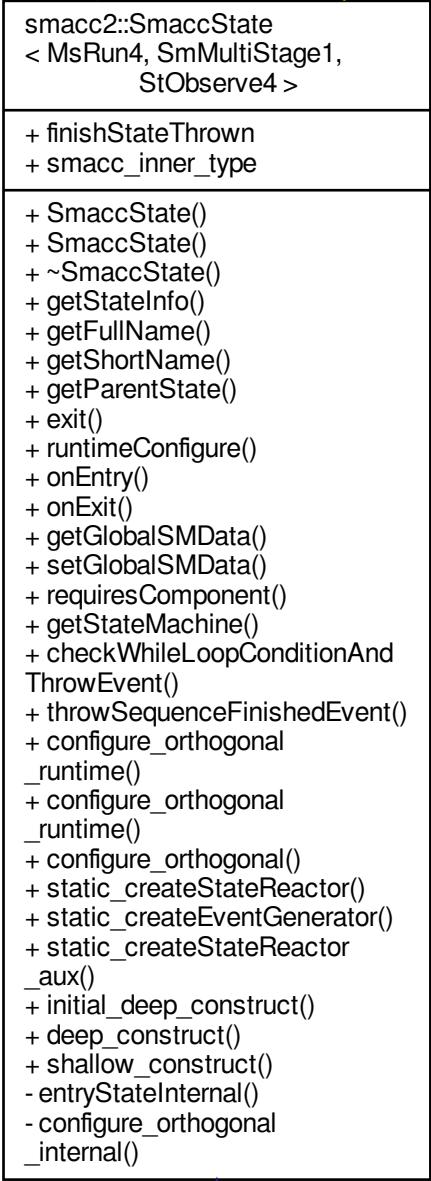 smacc2::SmaccState
< MsRun4, SmMultiStage1,
StObserve4 >
+ finishStateThrown
+ smacc_inner_type
+ SmaccState()
+ SmaccState()
+ ~SmaccState()
+ getStateInfo()
+ getFullName()
+ getShortName()
+ getParentState()
+ exit()
+ runtimeConfigure()
+ onEntry()
+ onExit()
+ getGlobalSMData()
+ setGlobalSMData()
+ requiresComponent()
+ getStateMachine()
+ checkWhileLoopConditionAnd
ThrowEvent()
+ throwSequenceFinishedEvent()
+ configure_orthogonal
_runtime()
+ configure_orthogonal
_runtime()
+ configure_orthogonal()
+ static_createStateReactor()
+ static_createEventGenerator()
+ static_createStateReactor
_aux()
+ initial_deep_construct()
+ deep_construct()
+ shallow_construct()
- entryStateInternal()
- configure_orthogonal
_internal()